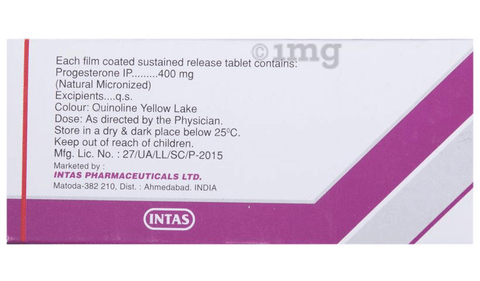 1mg
Each film coated sustained release tablet contains:
Progesterone IP.........400 mg
(Natural Micronized)
Excipients....q.s.
Colour: Quinoline Yellow Lake
Dose: As directed by the Physician.
Store in a dry & dark place below 25ºC.
Keep out of reach of children.
Mfg. Lic. No. : 27/UA/LL/SC/P-2015
Marketed by :
INTAS PHARMACEUTICALS LTD.
Matoda-382 210, Dist. : Ahmedabad. INDIA
INTAS